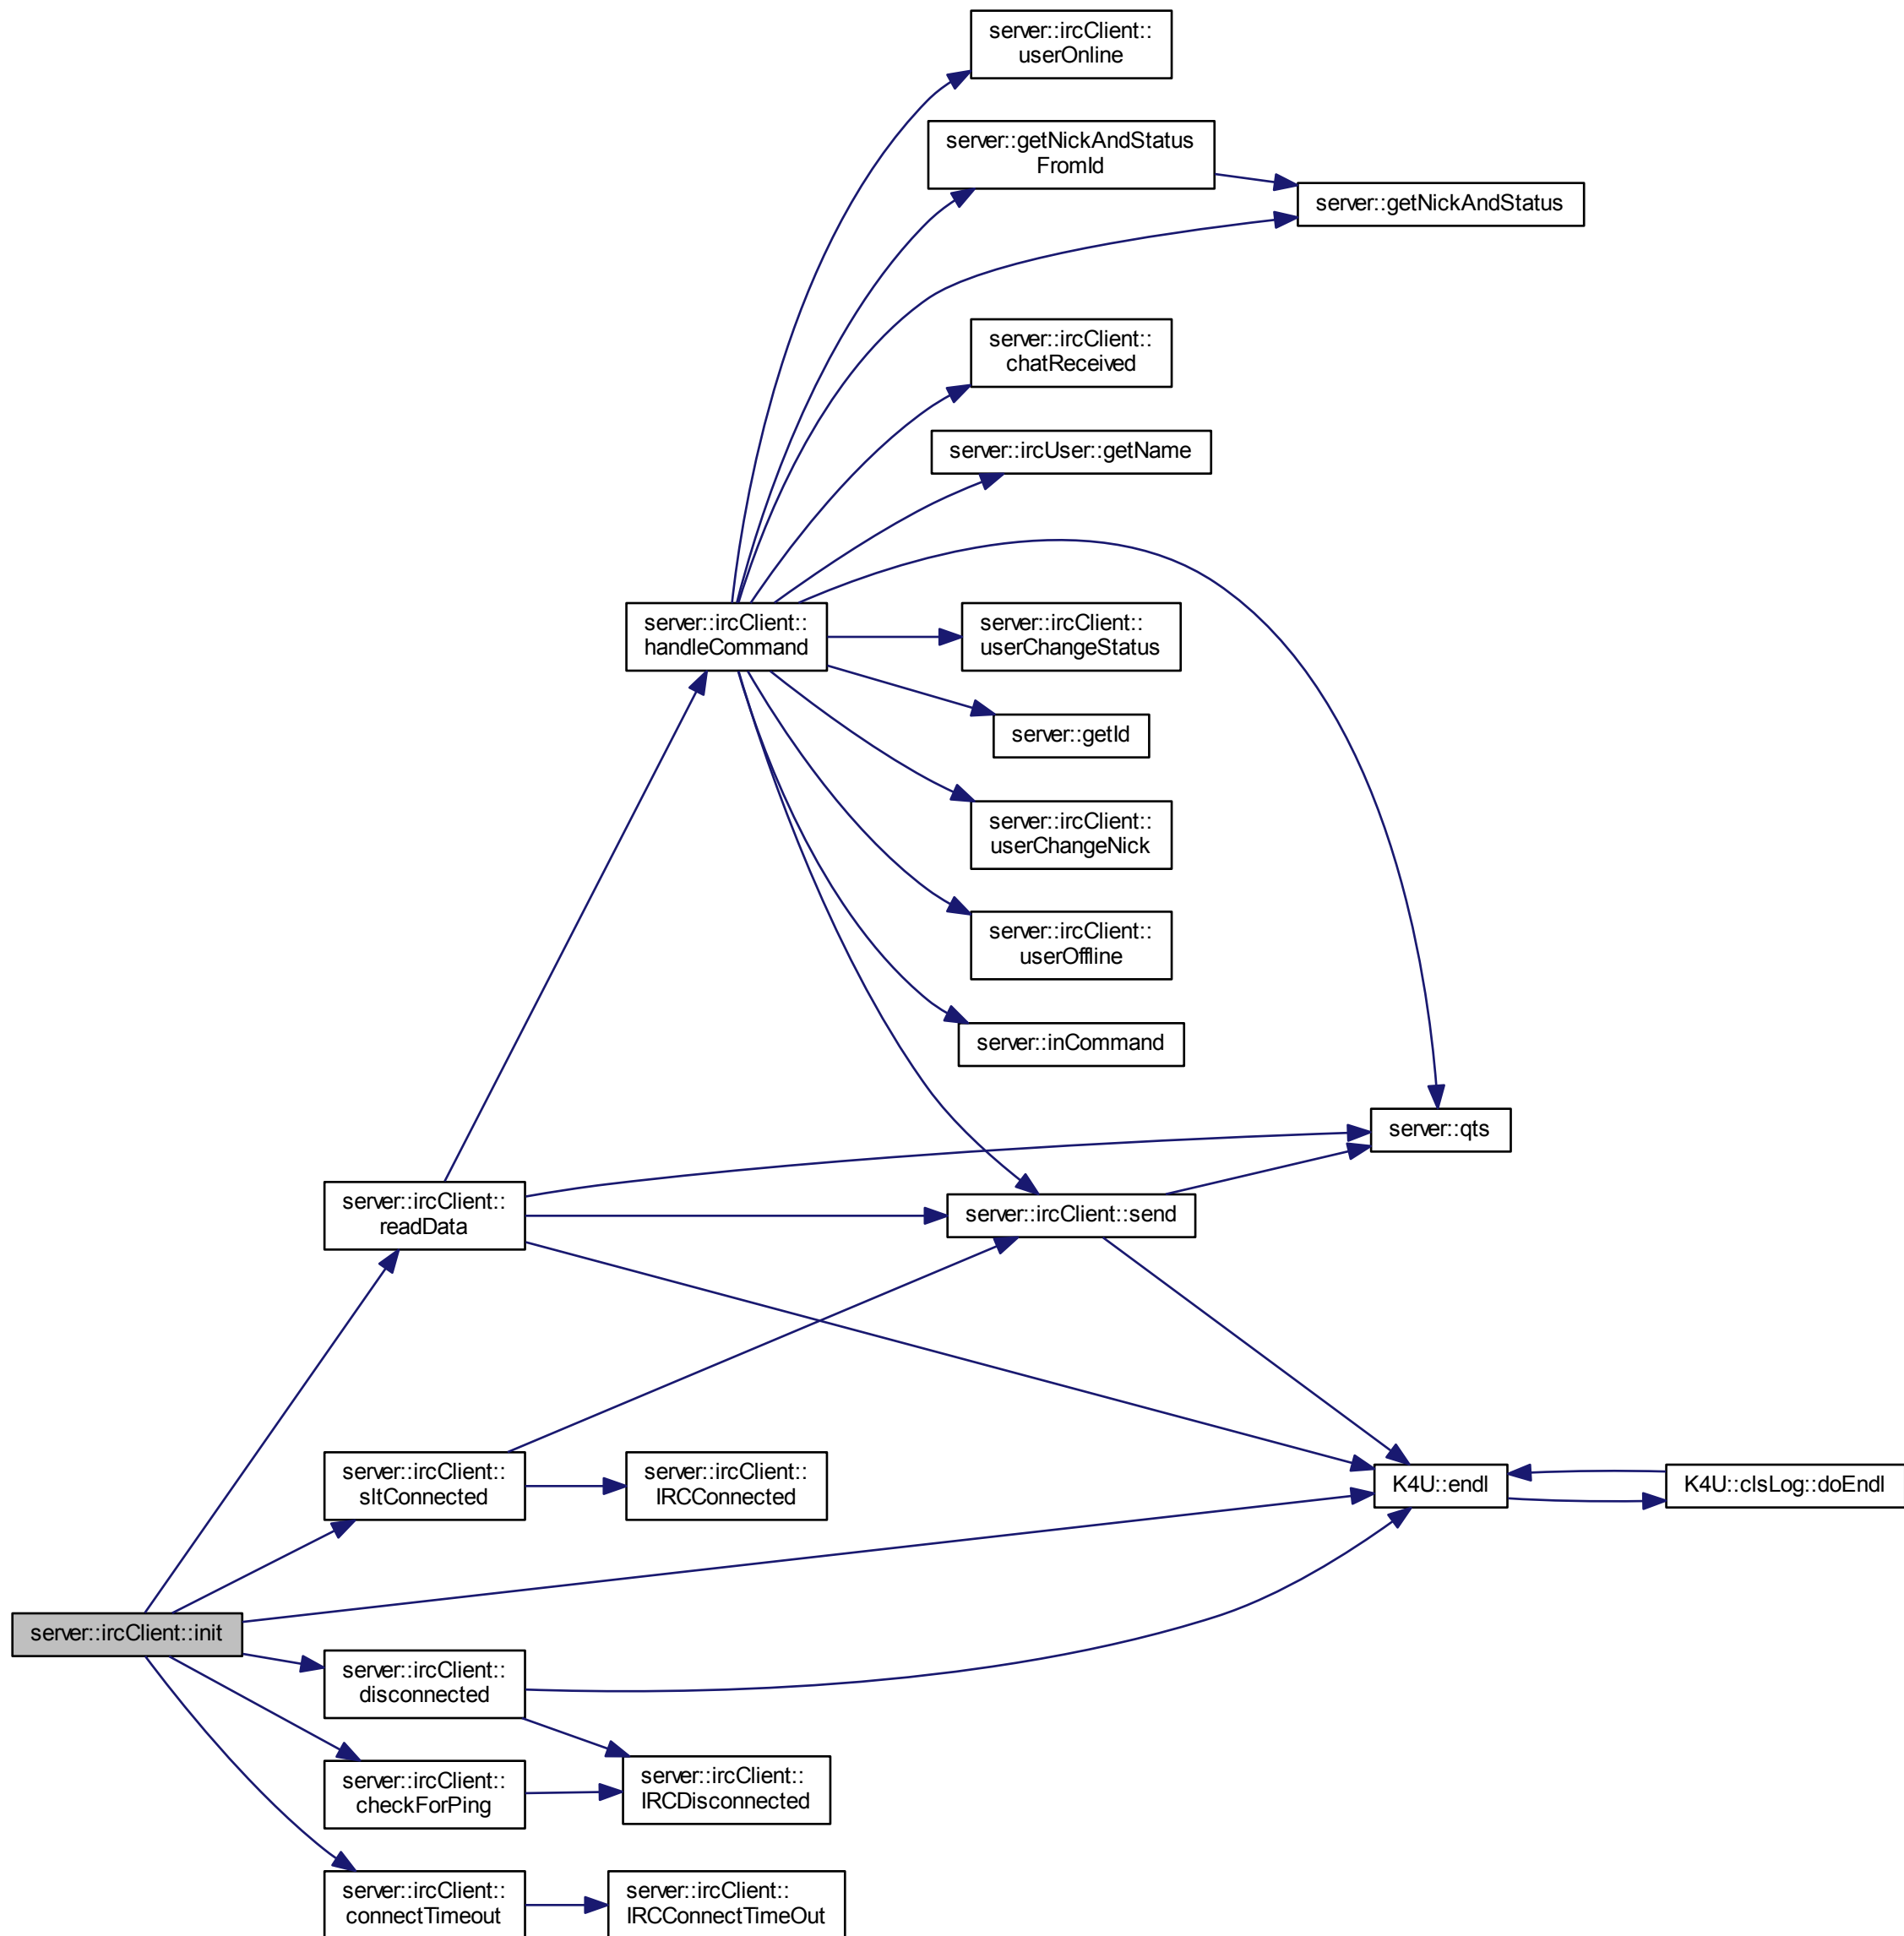 server::ircClient::
userOnline
server::getNickAndStatus
FromId
server::getNickAndStatus
server::ircClient::
chatReceived
server::ircUser::getName
server::ircClient::
handleCommand
server::ircClient::
userChangeStatus
server::getId
server::ircClient::
userChangeNick
server::ircClient::
userOffline
server::inCommand
server::qts
server::ircClient::
readData
server::ircClient::send
server::ircClient::
sltConnected
server::ircClient::
IRCConnected
K4U::endl
K4U::clsLog::doEndl
server::ircClient::init
server::ircClient::
disconnected
server::ircClient::
checkForPing
server::ircClient::
IRCDisconnected
server::ircClient::
connectTimeout
server::ircClient::
IRCConnectTimeOut